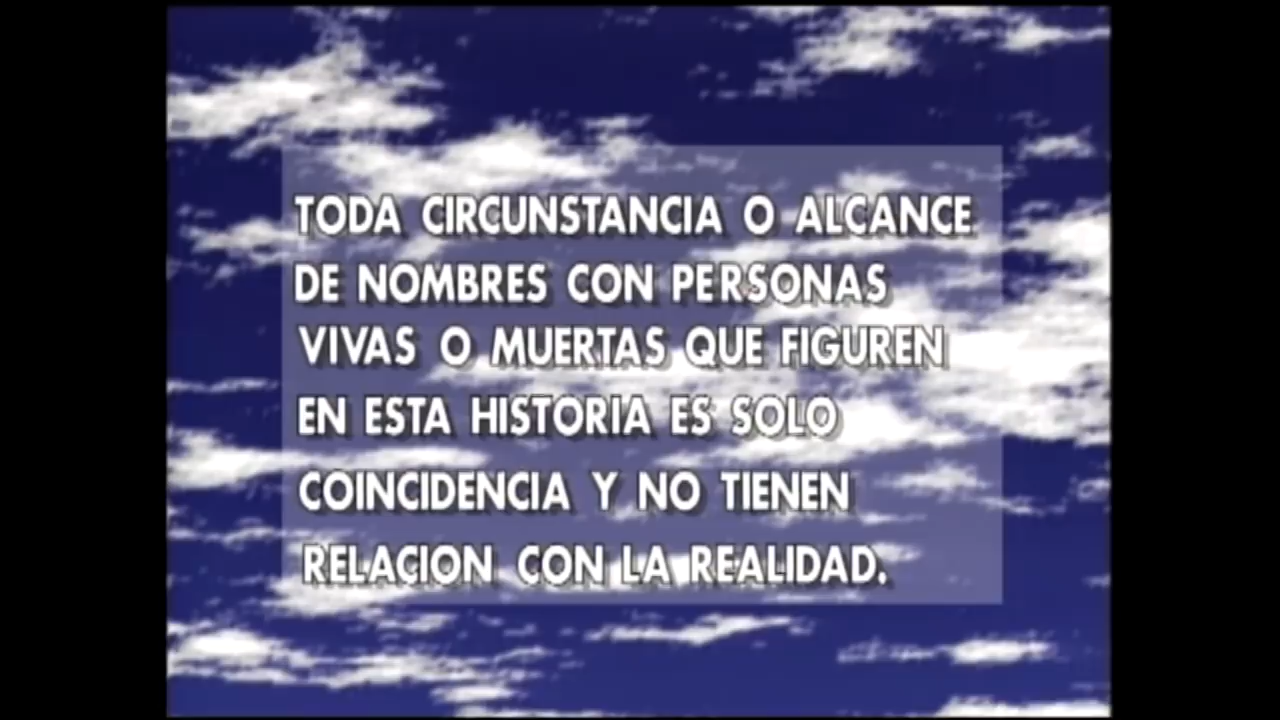 TODA CIRCUNSTANCIA O ALCANCE
DE NOMBRES CON PERSONAS
VIVAS O MUERTAS QUE FIGUREN
EN ESTA HISTORIA ES SOLO
COINCIDENCIA Y NO TIENEN
RELACION CON LA REALIDAD.